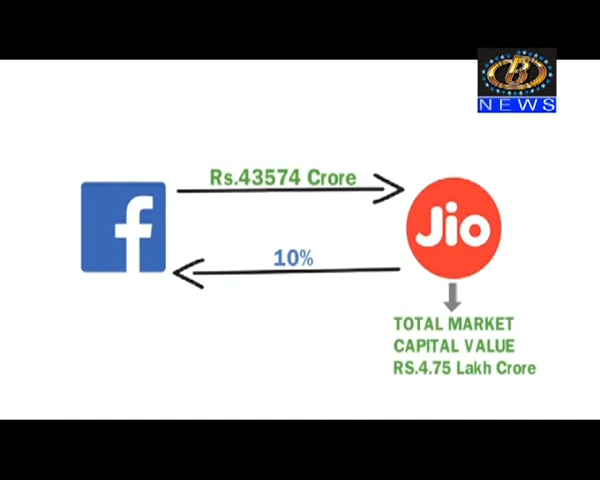 B
NEWS
Rs.43574 Crore
f
Jio
10%
TOTAL MARKET
CAPITAL VALUE
RS.4.75 Lakh Crore